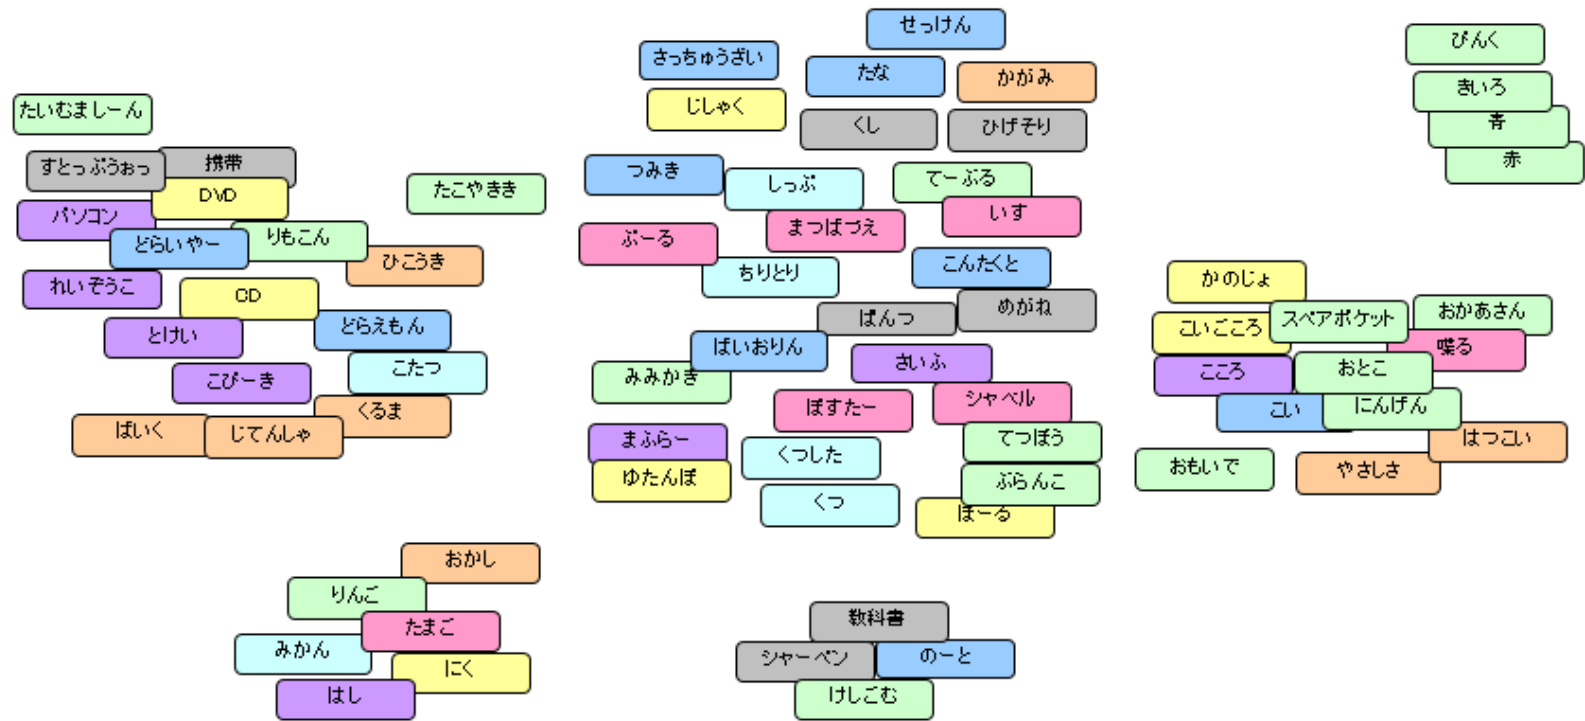 たいむましーん
すとっぷうぉっ
携帯
DVD
パソコン
どらいやー
りもこん
ひこうき
たこやきき
れいぞうこ
CD
とけい
どらえもん
こたつ
こぴーき
くるま
ばいく
じてんしゃ
せっけん
さっちゅうざい
たな
かがみ
じしゃく
くし
ひげそり
つみき
しっぷ
てーぶる
いす
まつばづえ
ぷーる
ちりとり
こんたくと
めがね
ぱんつ
ばいおりん
さいふ
みみかき
ぽすたー
シャベル
まふらー
くつした
てつぼう
ゆたんぽ
ぶらんこ
くつ
ぼーる
ぴんく
きいろ
青
赤
かのじょ
スペアポケット
おかあさん
こいごころ
喋る
こころ
おとこ
こい
にんげん
はつこい
おもいで
やさしさ
おかし
りんご
たまご
みかん
にく
はし
教科書
シャーペン
のーと
けしごむ